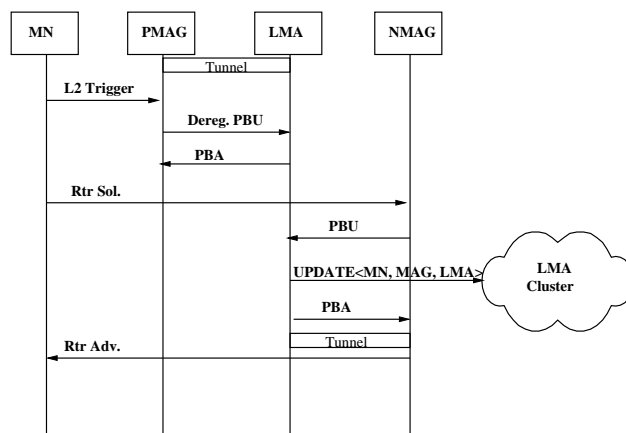 MN PMAG LMA NMAG
Tunnel
L2 Trigger
Dereg. PBU
PBA
Rtr Sol.
PBU
UPDATE<MN, MAG, LMA>
LMA
Cluster
PBA
Tunnel
Rtr Adv.